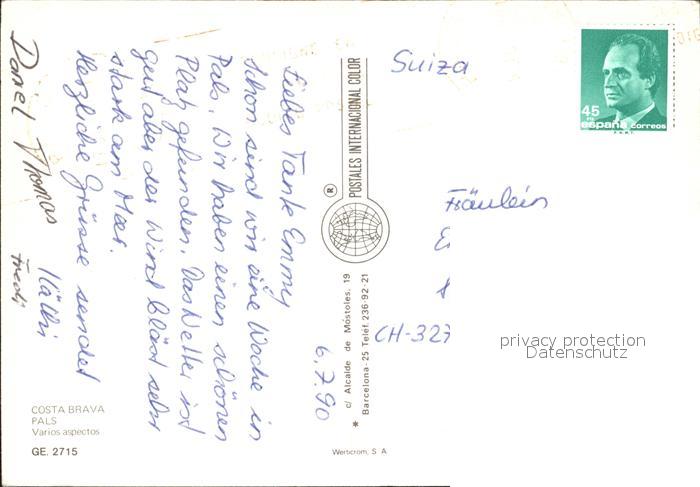 6.7.90
Liebes Tante Emmy
Schon sind wir eine Woche in
Pals. Wir haben einen schönen
Platz gefunden. Das Wetter ist
gut aber der Wind bläst sehr
stark am Meer.
Herzliche Grüsse sendet
Käthi
Fredy
Thomas
Daniel
COSTA BRAVA
PALS
Varios aspectos
GE. 2715
POSTALES INTERNACIONAL COLOR
®
c/ Alcalde de Móstoles, 19
Barcelona-25 Telef. 236-92-21
Werticrom, S A
Suiza
45
PTA
españa correos
F.N.M.T.
Fräulein
E
CH-327
privacy protection
Datenschutz